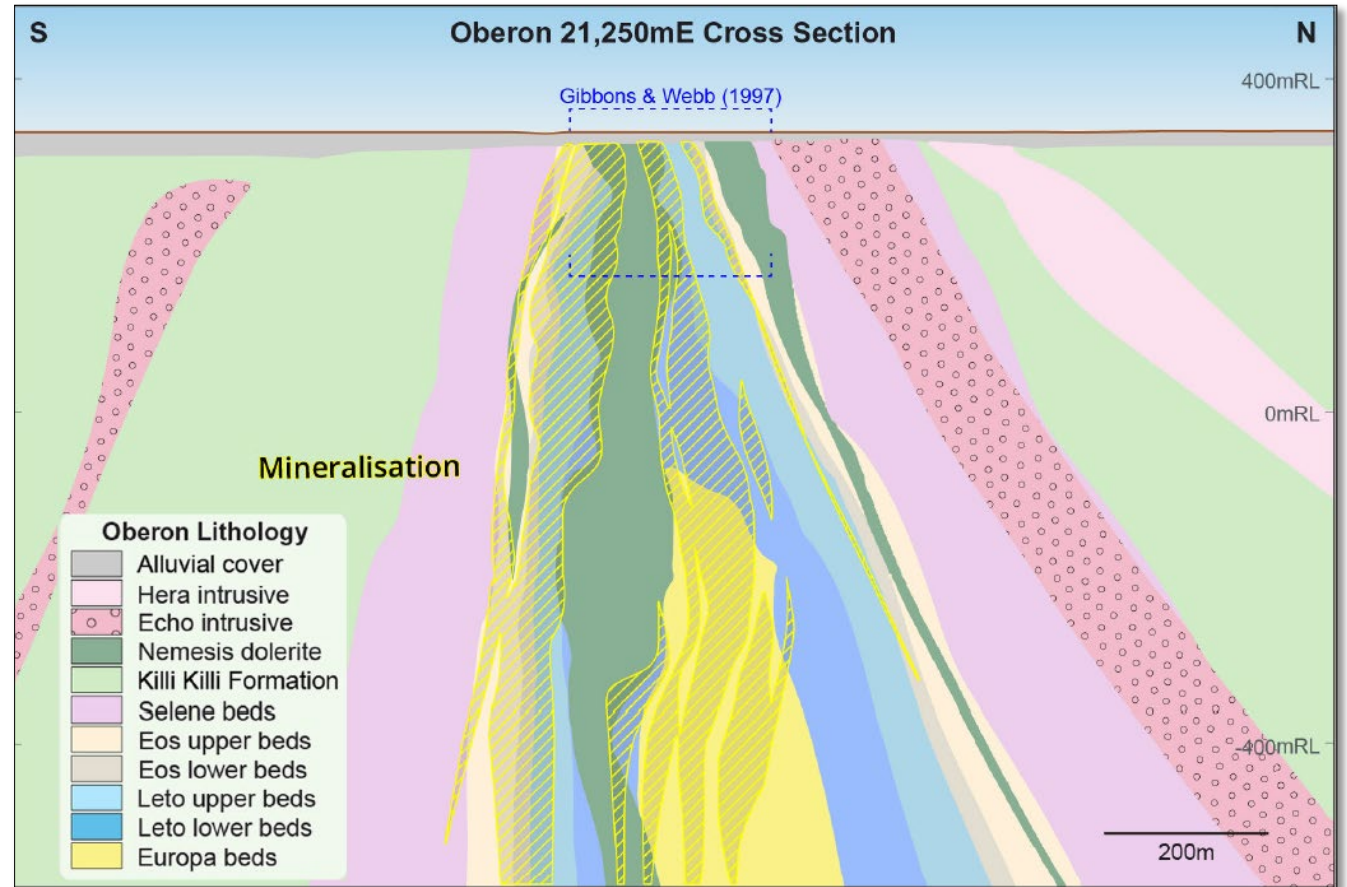 S
Oberon 21,250mE Cross Section
N
400mRL
Gibbons & Webb (1997)
0mRL
Mineralisation
Oberon Lithology
Alluvial cover
Hera intrusive
Echo intrusive
Nemesis dolerite
Killi Killi Formation
Selene beds
Eos upper beds
Eos lower beds
Leto upper beds
Leto lower beds
Europa beds
-400mRL
200m